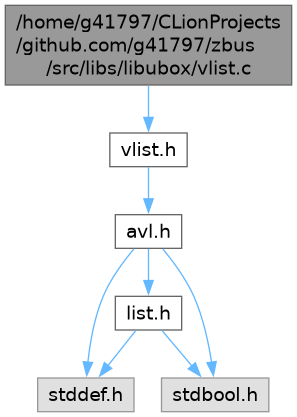 /home/g41797/CLionProjects
/github.com/g41797/zbus
/src/libs/libubox/vlist.c
vlist.h
avl.h
list.h
stddef.h
stdbool.h